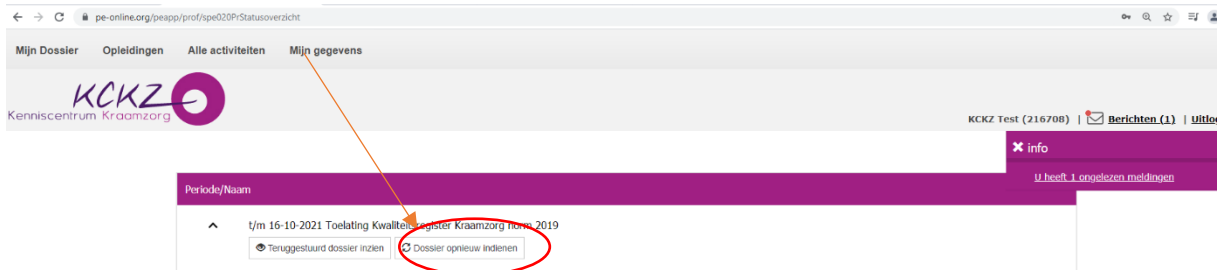 pe-online.org/peapp/prof/spe020PrStatusoverzicht
Mijn Dossier Opleidingen Alle activiteiten Mijn gegevens
KCKZ
Kenniscentrum Kraamzorg
KCKZ Test (216708) | Berichten (1) | Uitlo
info
U heeft 1 ongelezen meldingen
Periode/Naam
t/m 16-10-2021 Toelating Kwaliteitsregister Kraamzorg norm 2019
Teruggestuurd dossier inzien Dossier opnieuw indienen